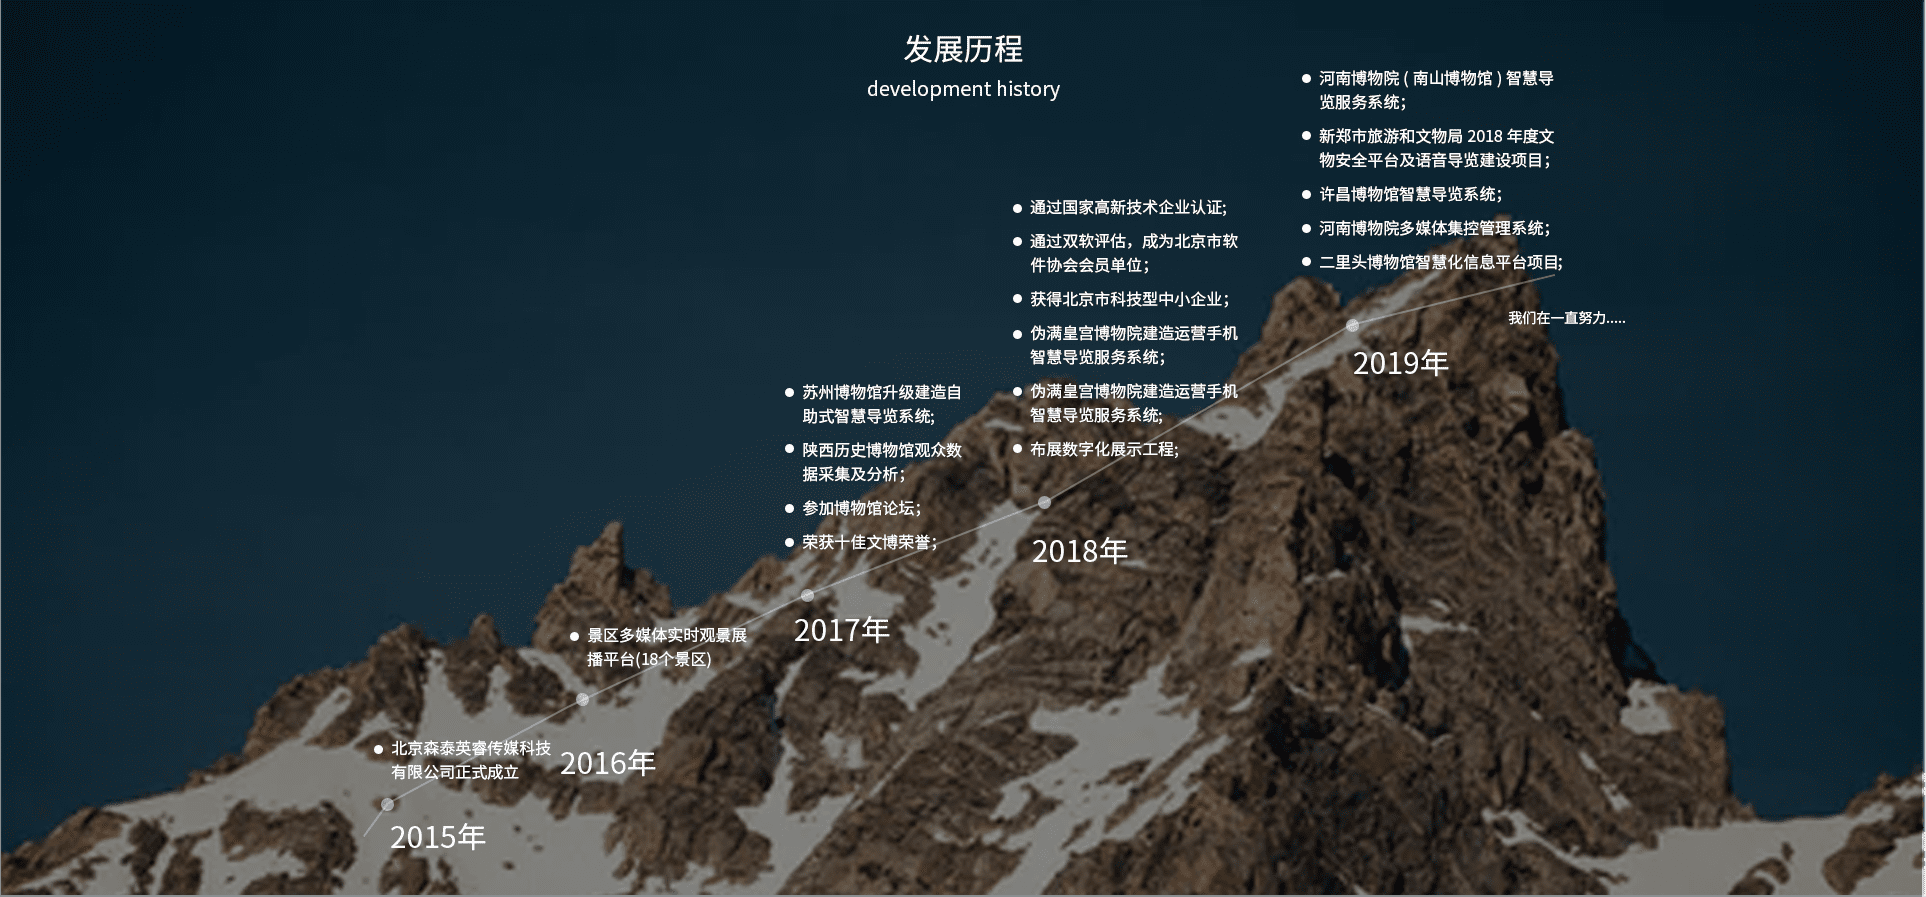 发展历程
development history
河南博物院 ( 南山博物馆 ) 智慧导
览服务系统；
新郑市旅游和文物局 2018 年度文
物安全平台及语音导览建设项目；
许昌博物馆智慧导览系统；
河南博物院多媒体集控管理系统；
二里头博物馆智慧化信息平台项目;
我们在一直努力.....
2019年
通过国家高新技术企业认证;
通过双软评估，成为北京市软
件协会会员单位；
获得北京市科技型中小企业；
伪满皇宫博物院建造运营手机
智慧导览服务系统；
伪满皇宫博物院建造运营手机
智慧导览服务系统;
布展数字化展示工程;
2018年
苏州博物馆升级建造自
助式智慧导览系统;
陕西历史博物馆观众数
据采集及分析；
参加博物馆论坛；
荣获十佳文博荣誉；
2017年
景区多媒体实时观景展
播平台(18个景区)
2016年
北京森泰英睿传媒科技
有限公司正式成立
2015年